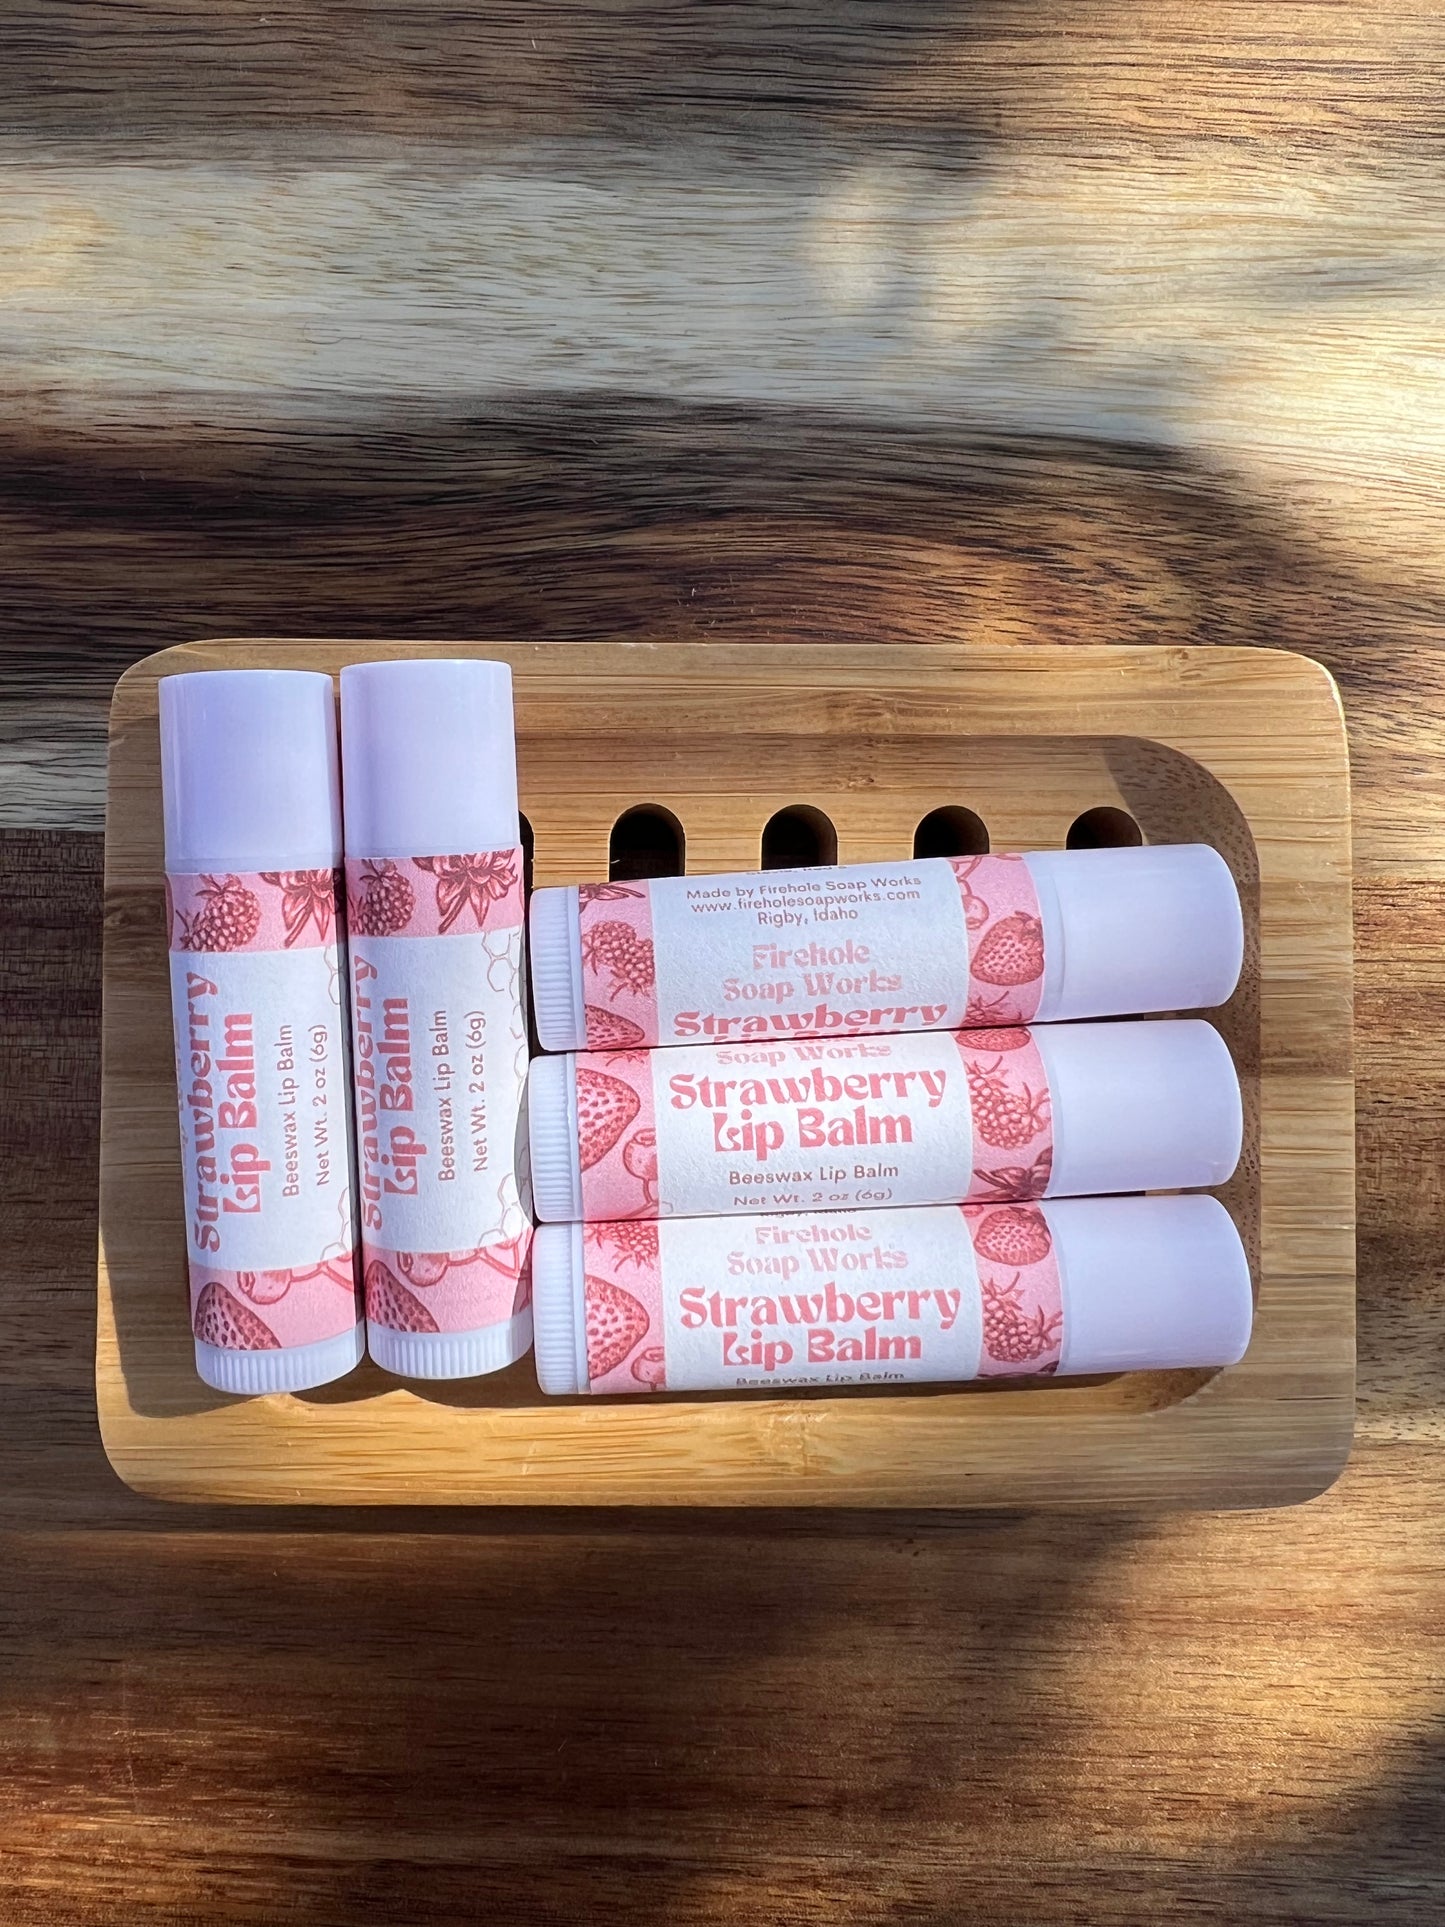 Strawberry
Lip Balm
Beeswax Lip Balm
Net Wt. 2 oz (6g)
Strawberry
Lip Balm
Beeswax Lip Balm
Net Wt. 2 oz (6g)
Made by Firehole Soap Works
www.fireholesoapworks.com
Rigby, Idaho
Firehole
Soap Works
Strawberry
Soap Works
Strawberry
Lip Balm
Beeswax Lip Balm
Net Wt. 2 oz (6g)
Firehole
Soap Works
Strawberry
Lip Balm
Beeswax Lip Balm